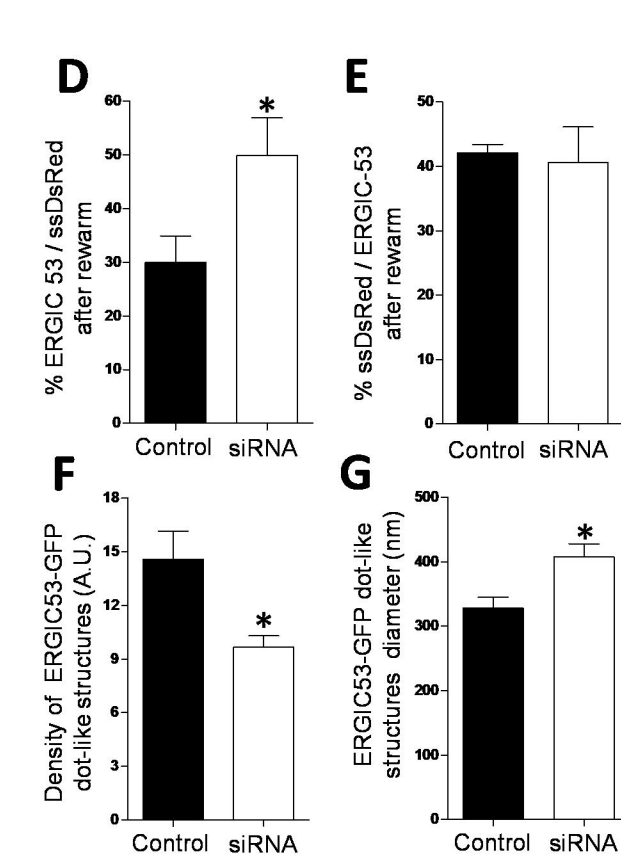 D
% ERGIC 53 / ssDsRed
after rewarm
60
50
40
30
20
10
0
*
Control siRNA
E
% ssDsRed / ERGIC-53
after rewarm
50
40
30
20
10
0
Control siRNA
F
Density of ERGIC53-GFP
dot-like structures (A.U.)
18
15
12
9
6
3
0
*
Control siRNA
G
ERGIC53-GFP dot-like
structures diameter (nm)
500
400
300
200
100
0
*
Control siRNA